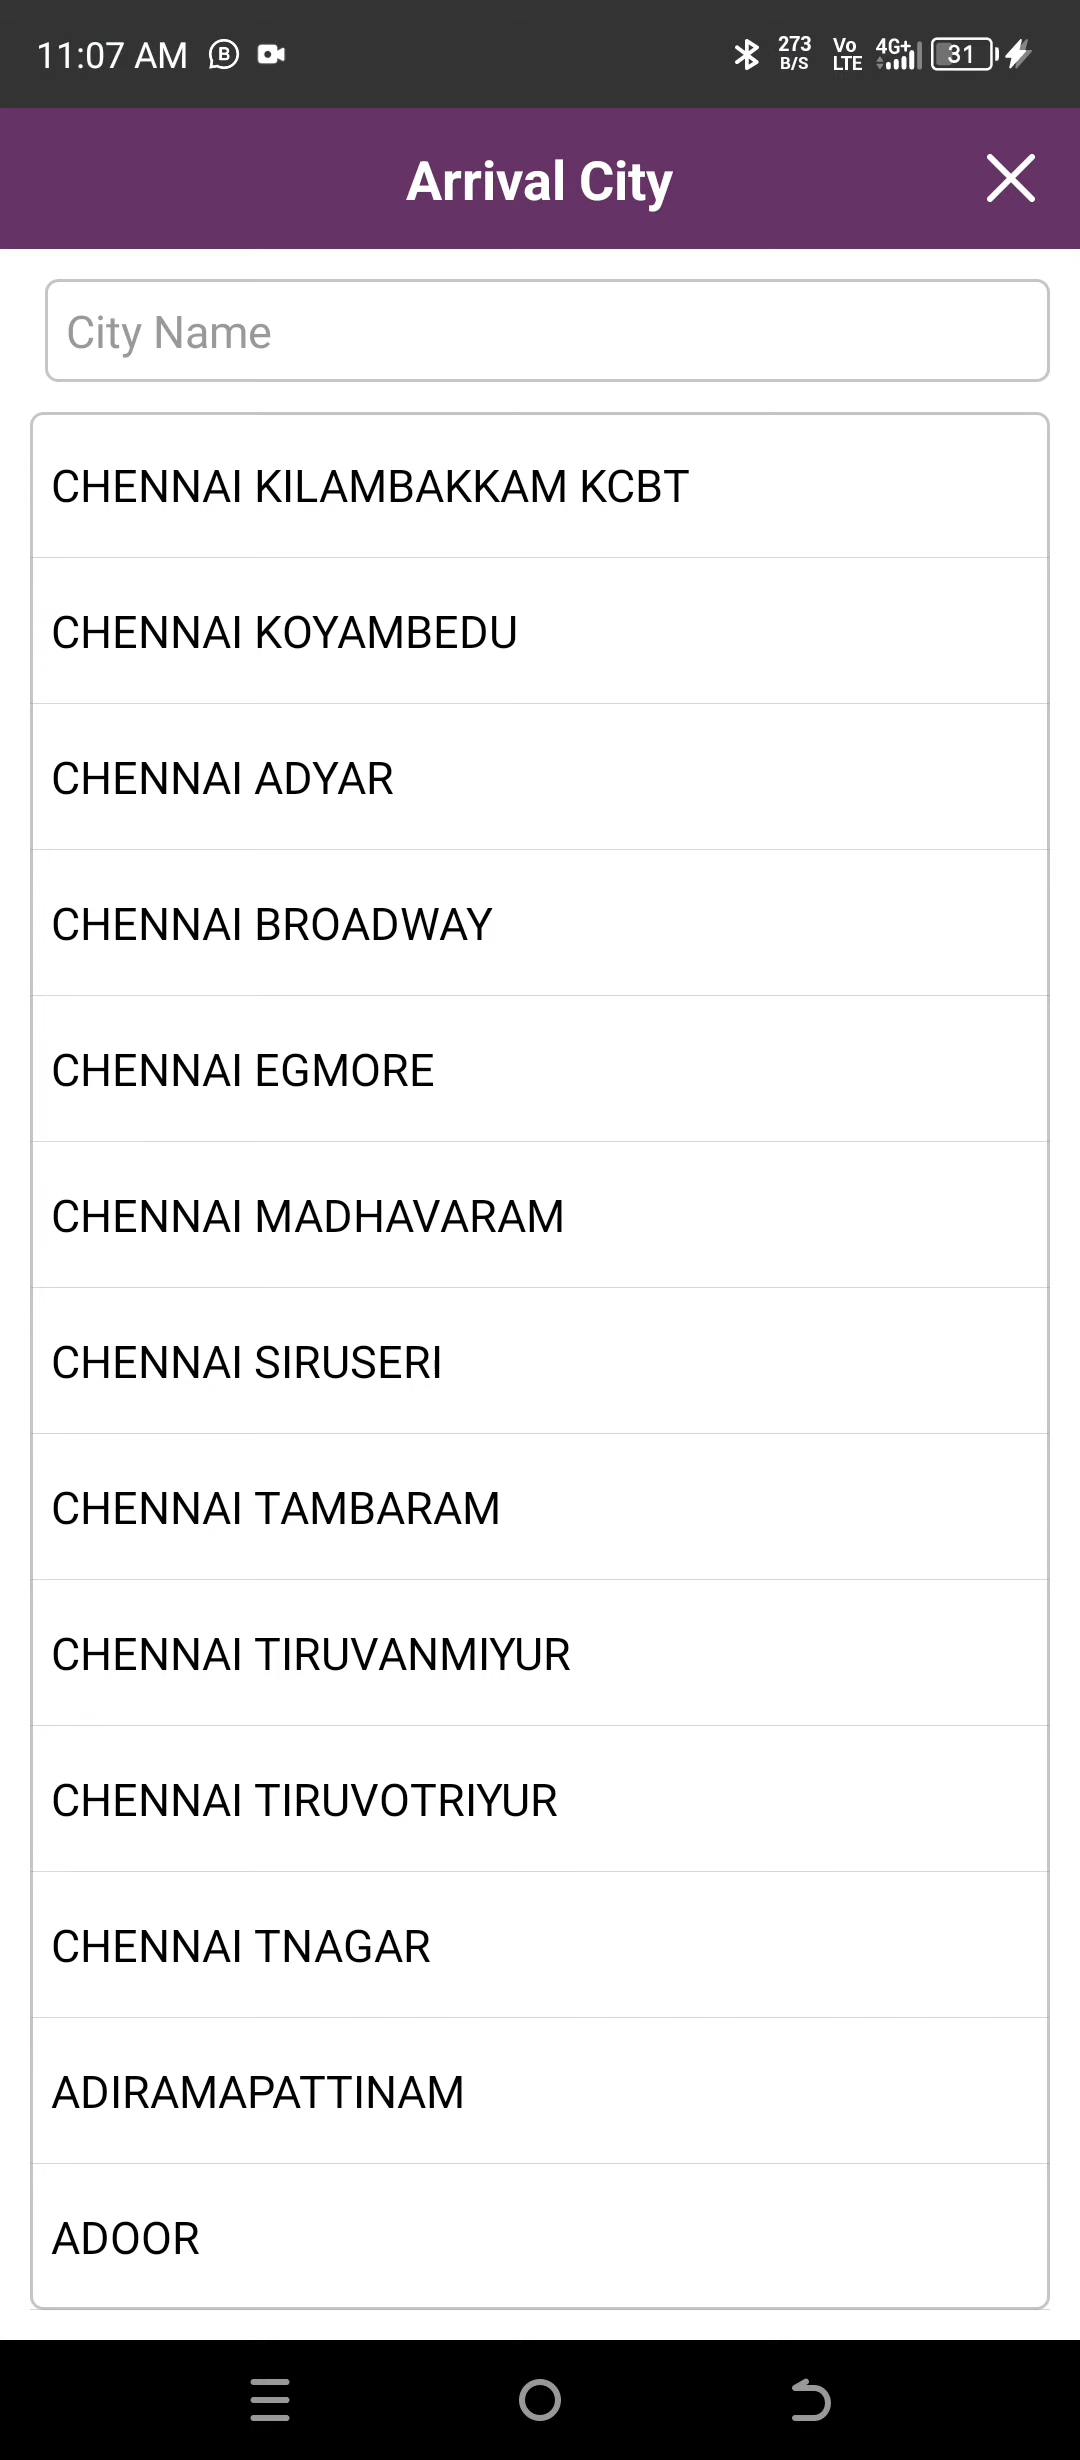 11:07 AM B 273 B/S Vo LTE 4G+ 31
Arrival City
City Name
CHENNAI KILAMBAKKAM KCBT
CHENNAI KOYAMBEDU
CHENNAI ADYAR
CHENNAI BROADWAY
CHENNAI EGMORE
CHENNAI MADHAVARAM
CHENNAI SIRUSERI
CHENNAI TAMBARAM
CHENNAI TIRUVANMIYUR
CHENNAI TIRUVOTRIYUR
CHENNAI TNAGAR
ADIRAMAPATTINAM
ADOOR